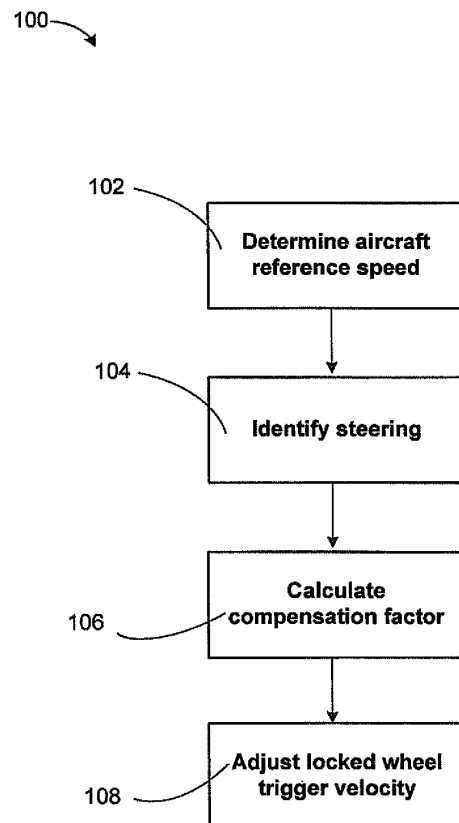 100
102
Determine aircraft
reference speed
104
Identify steering
Calculate
compensation factor
106
Adjust locked wheel
trigger velocity
108